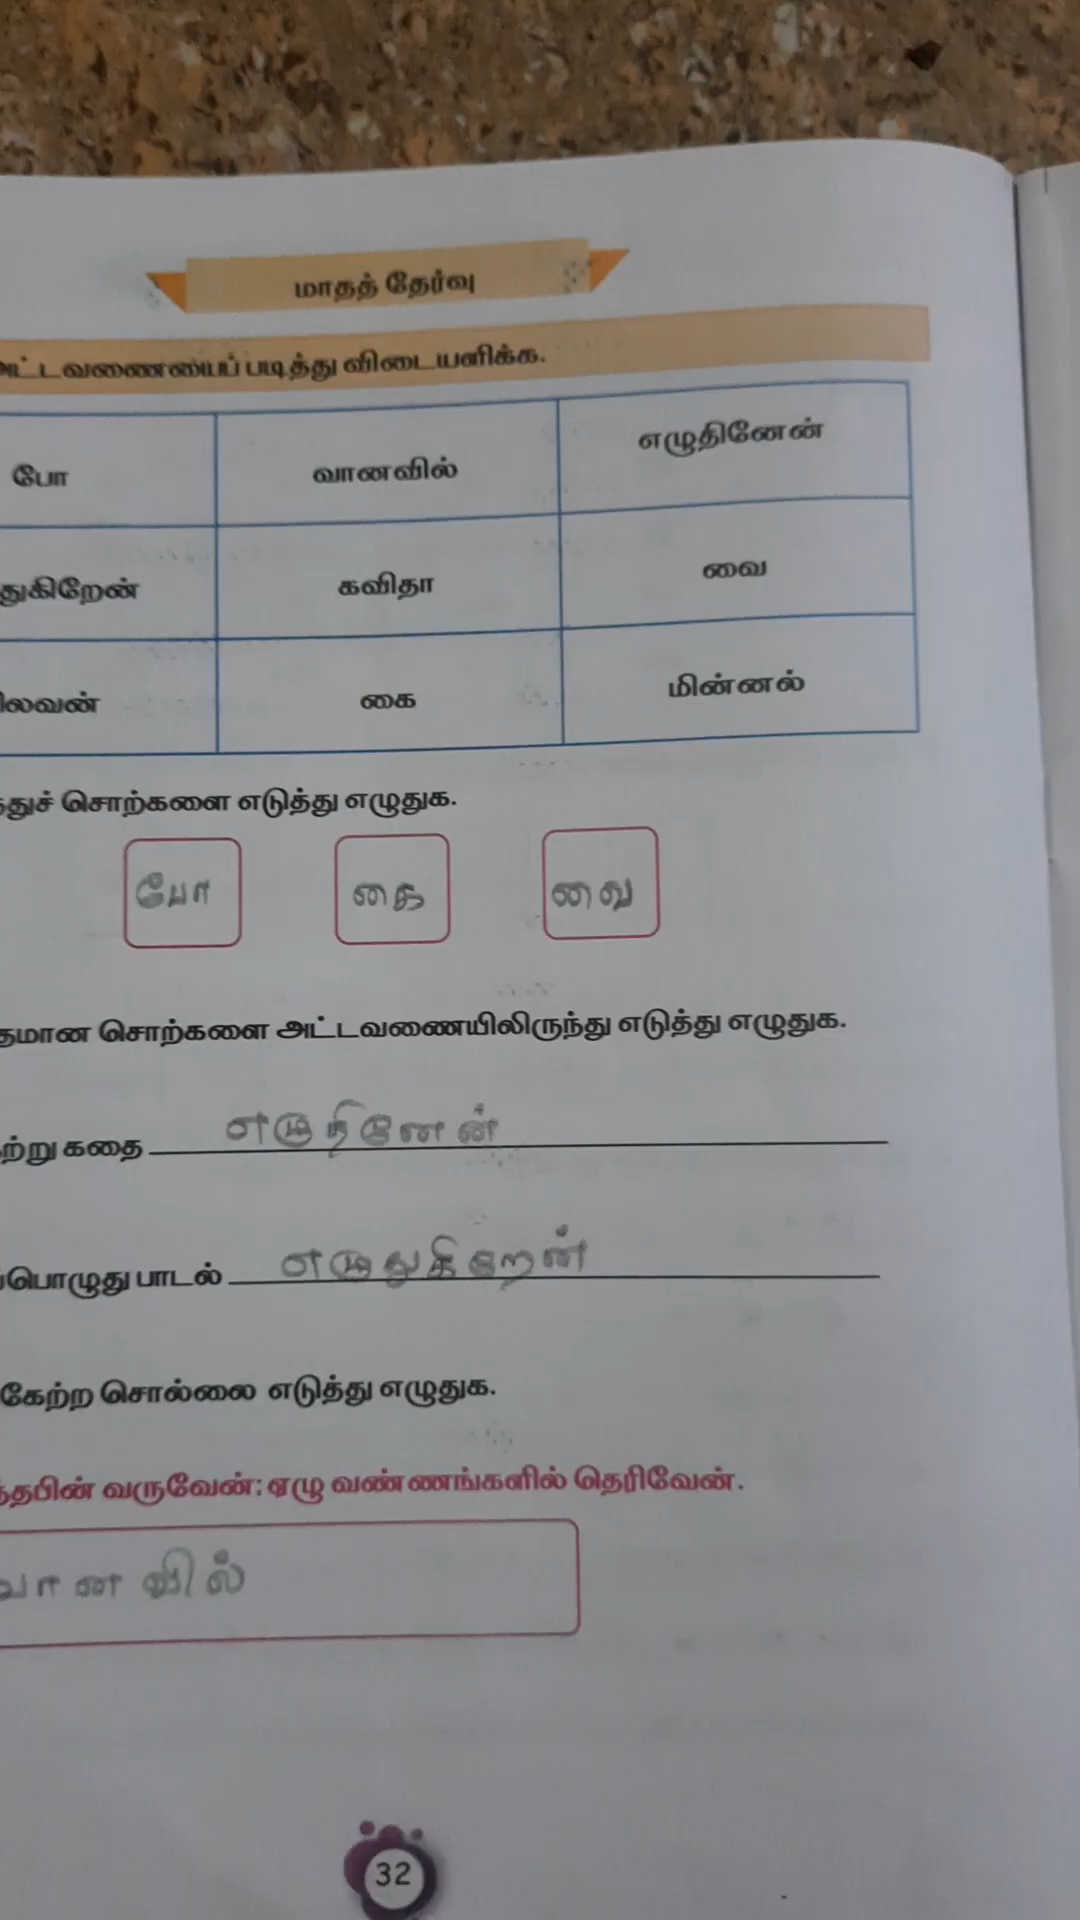 மாதத் தேர்வு
அட்டவணையைப் படித்து விடையளிக்க.
போ வானவில் எழுதினேன்
துகிறேன் கவிதா வை
லவன் கை மின்னல்
துச் சொற்களை எடுத்து எழுதுக.
போ கை வை
தமான சொற்களை அட்டவணையிலிருந்து எடுத்து எழுதுக.
ற்று கதை எழுதினேன்
பொழுது பாடல் எழுதுகிறேன்
கேற்ற சொல்லை எடுத்து எழுதுக.
ந்தபின் வருவேன்; ஏழு வண்ணங்களில் தெரிவேன்.
வானவில்
32